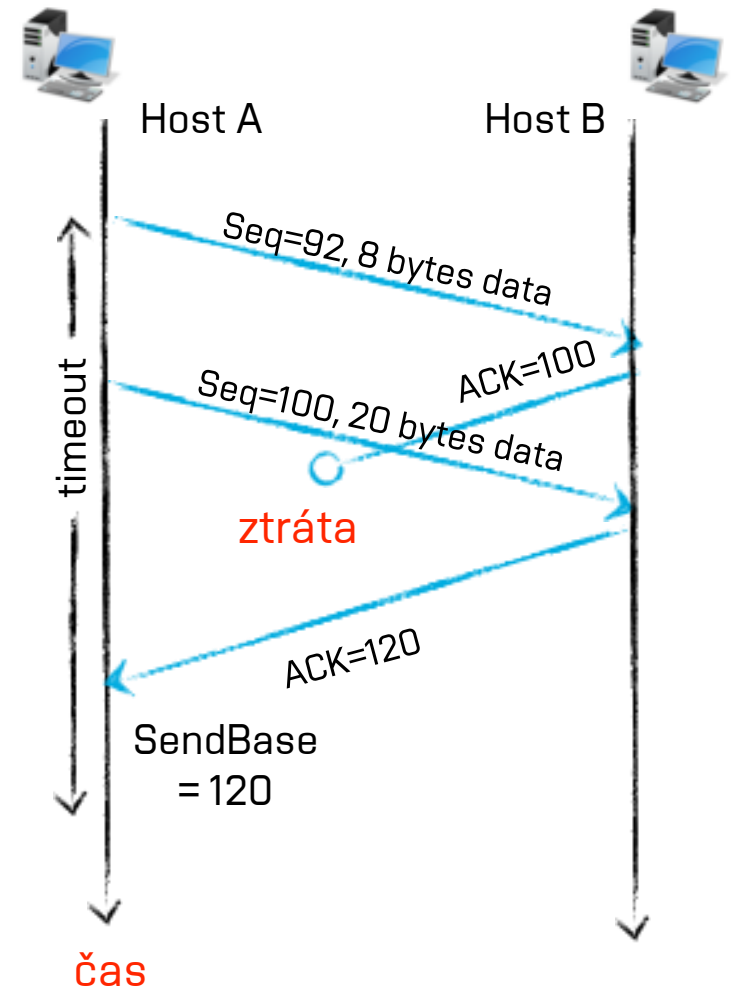 Host A
Host B
Seq=92, 8 bytes data
ACK=100
Seq=100, 20 bytes data
timeout
ztráta
ACK=120
SendBase
= 120
čas